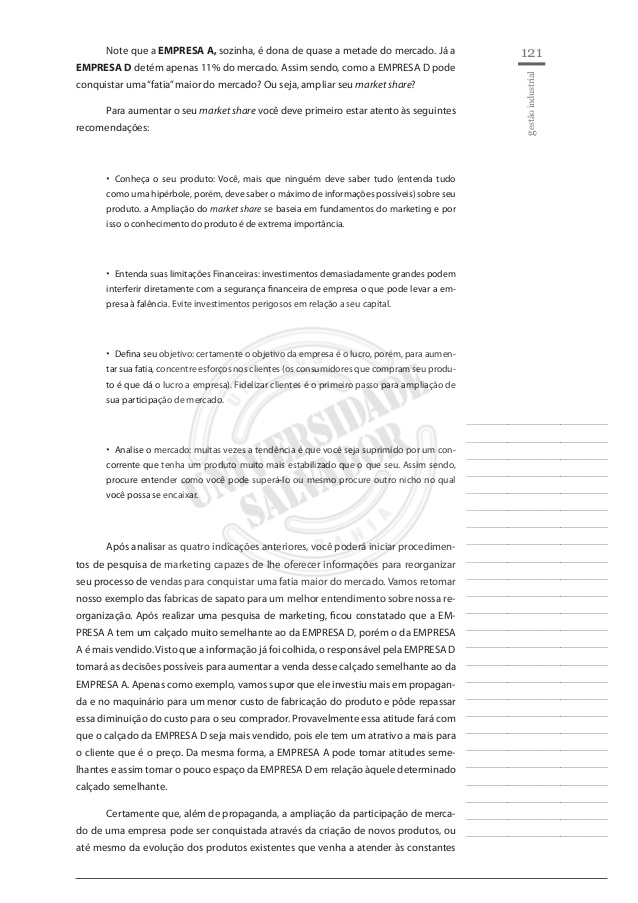 121
gestão industrial
Note que a EMPRESA A, sozinha, é dona de quase a metade do mercado. Já a
EMPRESA D detém apenas 11% do mercado. Assim sendo, como a EMPRESA D pode
conquistar uma “fatia” maior do mercado? Ou seja, ampliar seu market share?
Para aumentar o seu market share você deve primeiro estar atento às seguintes
recomendações:
• Conheça o seu produto: Você, mais que ninguém deve saber tudo (entenda tudo
como uma hipérbole, porém, deve saber o máximo de informações possíveis) sobre seu
produto. a Ampliação do market share se baseia em fundamentos do marketing e por
isso o conhecimento do produto é de extrema importância.
• Entenda suas limitações Financeiras: investimentos demasiadamente grandes podem
interferir diretamente com a segurança financeira de empresa o que pode levar a em-
presa à falência. Evite investimentos perigosos em relação a seu capital.
• Defina seu objetivo: certamente o objetivo da empresa é o lucro, porém, para aumen-
tar sua fatia, concentre esforços nos clientes (os consumidores que compram seu produ-
to é que dá o lucro a empresa). Fidelizar clientes é o primeiro passo para ampliação de
sua participação de mercado.
• Analise o mercado: muitas vezes a tendência é que você seja suprimido por um con-
corrente que tenha um produto muito mais estabilizado que o que seu. Assim sendo,
procure entender como você pode superá-lo ou mesmo procure outro nicho no qual
você possa se encaixar.
UNIVERSIDADE
SALVADOR
BAHIA
Após analisar as quatro indicações anteriores, você poderá iniciar procedimen-
tos de pesquisa de marketing capazes de lhe oferecer informações para reorganizar
seu processo de vendas para conquistar uma fatia maior do mercado. Vamos retomar
nosso exemplo das fabricas de sapato para um melhor entendimento sobre nossa re-
organização. Após realizar uma pesquisa de marketing, ficou constatado que a EM-
PRESA A tem um calçado muito semelhante ao da EMPRESA D, porém o da EMPRESA
A é mais vendido. Visto que a informação já foi colhida, o responsável pela EMPRESA D
tomará as decisões possíveis para aumentar a venda desse calçado semelhante ao da
EMPRESA A. Apenas como exemplo, vamos supor que ele investiu mais em propagan-
da e no maquinário para um menor custo de fabricação do produto e pôde repassar
essa diminuição do custo para o seu comprador. Provavelmente essa atitude fará com
que o calçado da EMPRESA D seja mais vendido, pois ele tem um atrativo a mais para
o cliente que é o preço. Da mesma forma, a EMPRESA A pode tomar atitudes seme-
lhantes e assim tomar o pouco espaço da EMPRESA D em relação àquele determinado
calçado semelhante.
Certamente que, além de propaganda, a ampliação da participação de merca-
do de uma empresa pode ser conquistada através da criação de novos produtos, ou
até mesmo da evolução dos produtos existentes que venha a atender às constantes